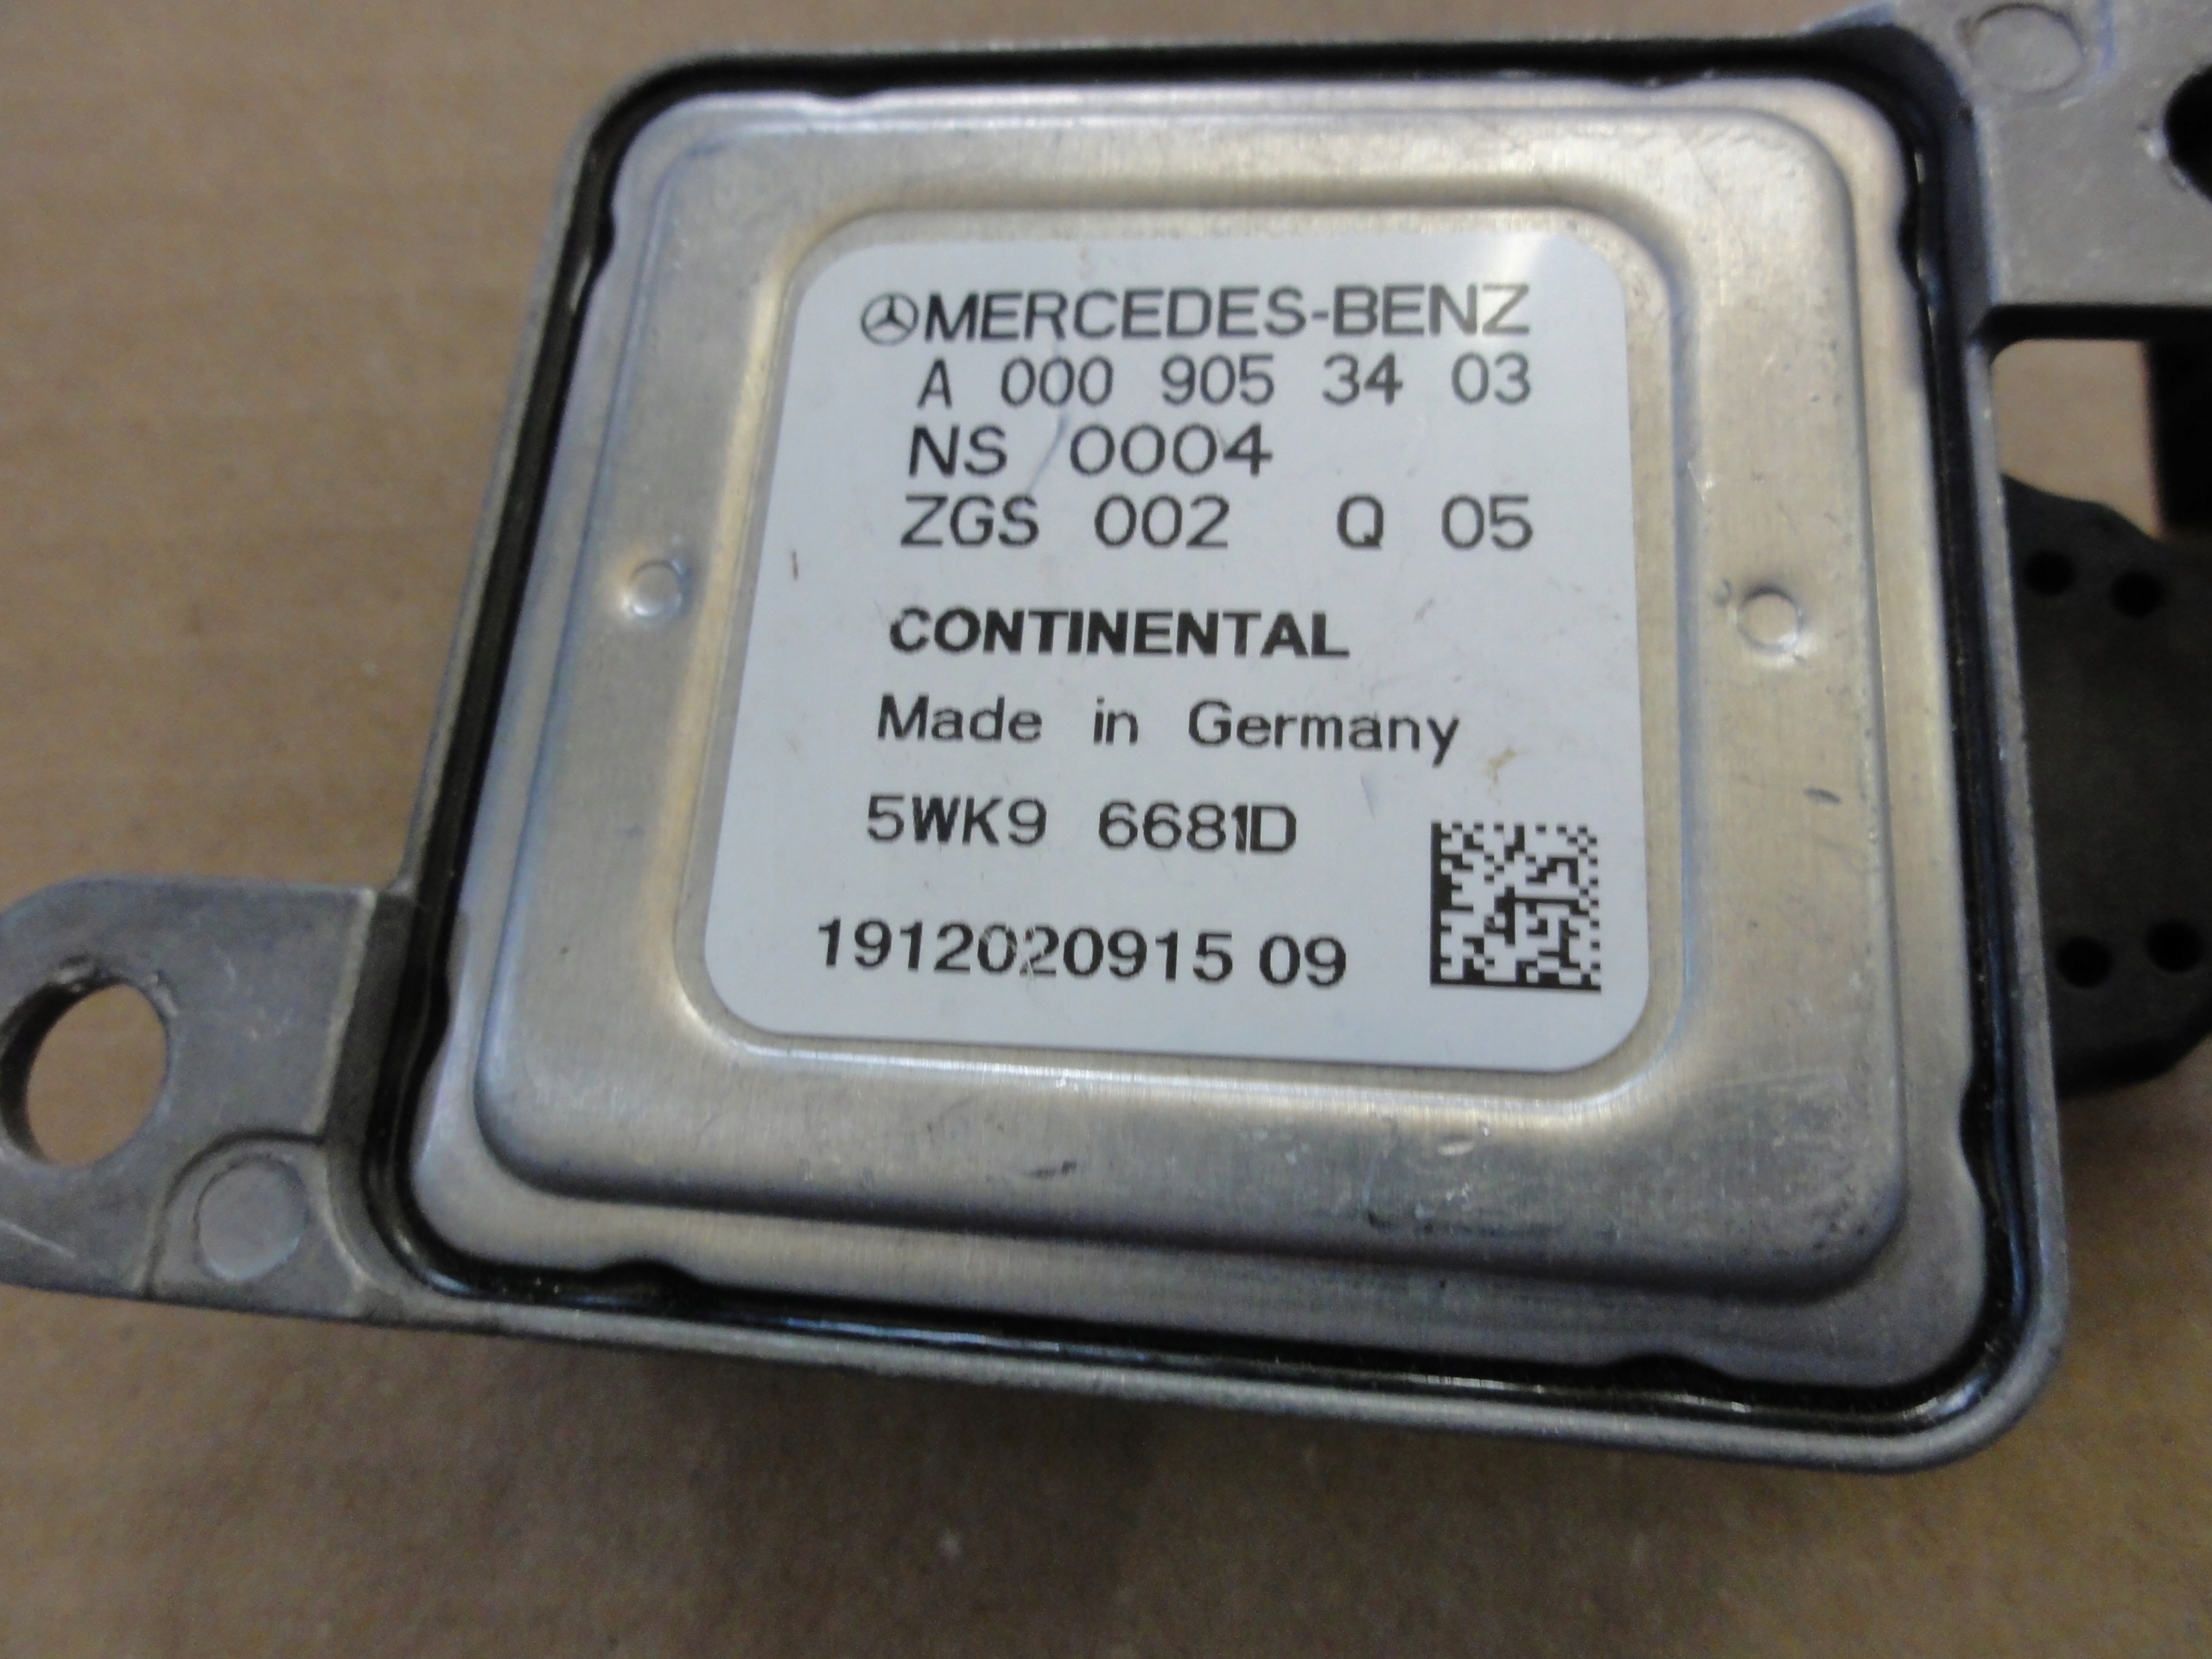 MERCEDES-BENZ
A 000 905 34 03
NS 0004
ZGS 002 Q 05
CONTINENTAL
Made in Germany
5WK9 6681D
1912020915 09